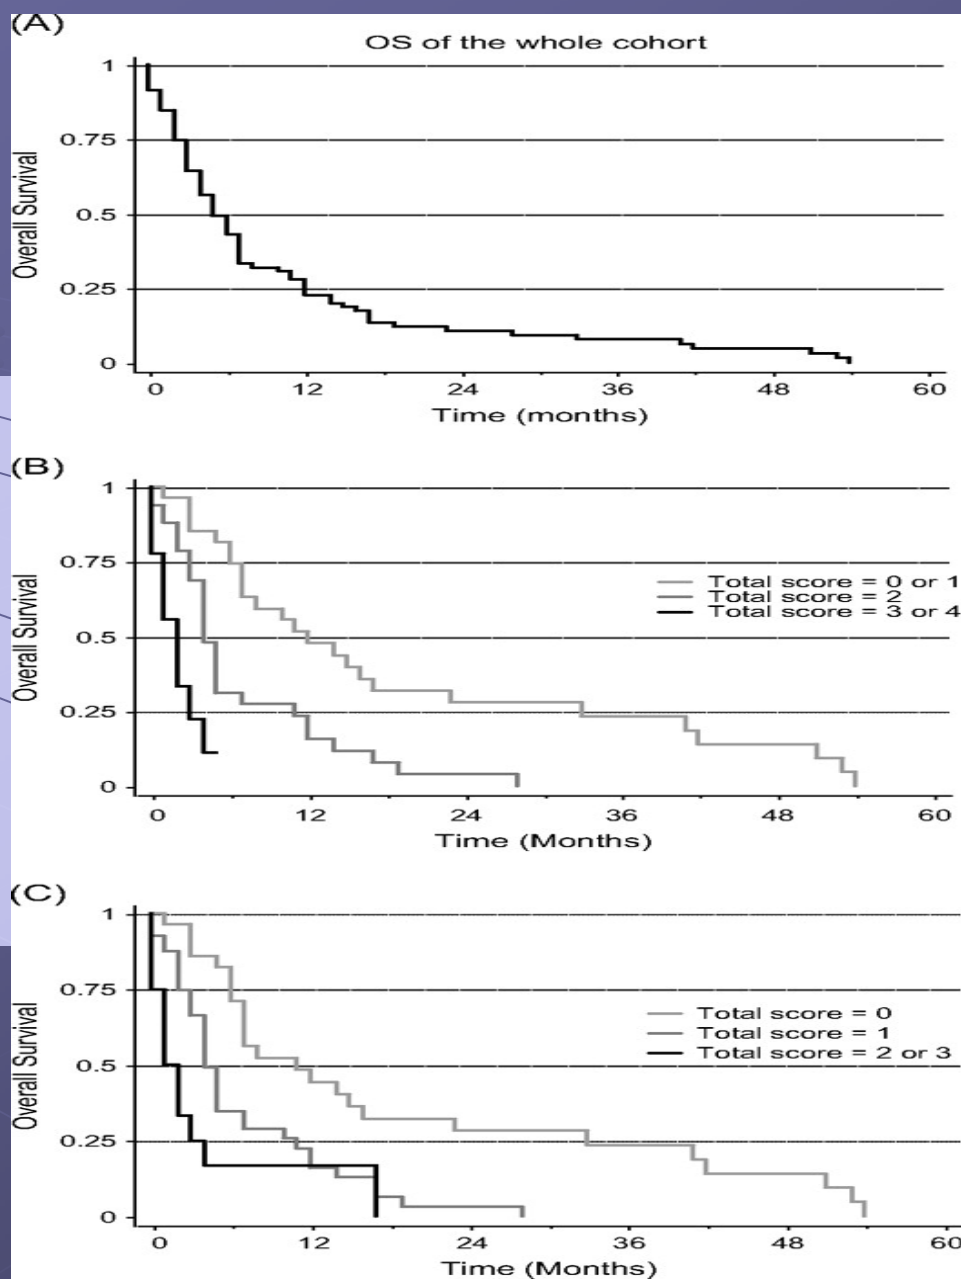 (A)
OS of the whole cohort
1
0.75
0.5
0.25
0
Overall Survival
0 12 24 36 48 60
Time (months)
(B)
1
0.75
0.5
0.25
0
Overall Survival
Total score = 0 or 1
Total score = 2
Total score = 3 or 4
0 12 24 36 48 60
Time (Months)
(C)
1
0.75
0.5
0.25
0
Overall Survival
Total score = 0
Total score = 1
Total score = 2 or 3
0 12 24 36 48 60
Time (Months)